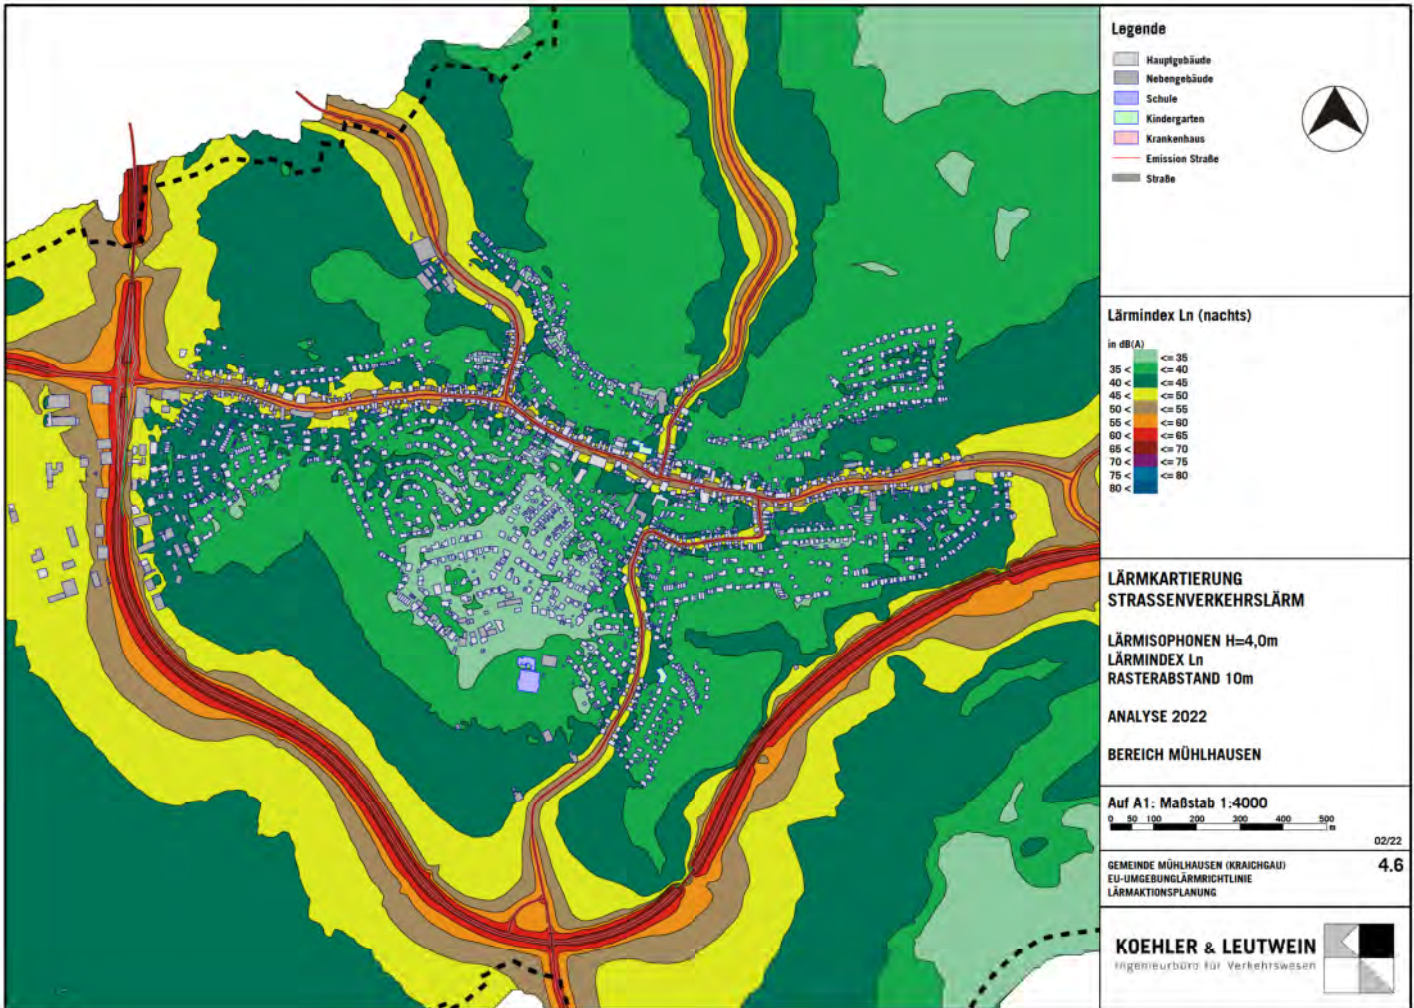 Legende
Hauptgebäude
Nebengebäude
Schule
Kindergarten
Krankenhaus
Emission Straße
Straße
Lärmindex Ln (nachts)
in dB(A)
<= 35
35 < <= 40
40 < <= 45
45 < <= 50
50 < <= 55
55 < <= 60
60 < <= 65
65 < <= 70
70 < <= 75
75 < <= 80
80 <
LÄRMKARTIERUNG
STRASSENVERKEHRSLÄRM
LÄRMISOPHONEN H=4,0m
LÄRMINDEX Ln
RASTERABSTAND 10m
ANALYSE 2022
BEREICH MÜHLHAUSEN
Auf A1: Maßstab 1:4000
0 50 100 200 300 400 500
m
02/22
GEMEINDE MÜHLHAUSEN (KRAICHGAU) 4.6
EU-UMGEBUNGLÄRMRICHTLINIE
LÄRMAKTIONSPLANUNG
KOEHLER & LEUTWEIN
Ingenieurbüro für Verkehrswesen